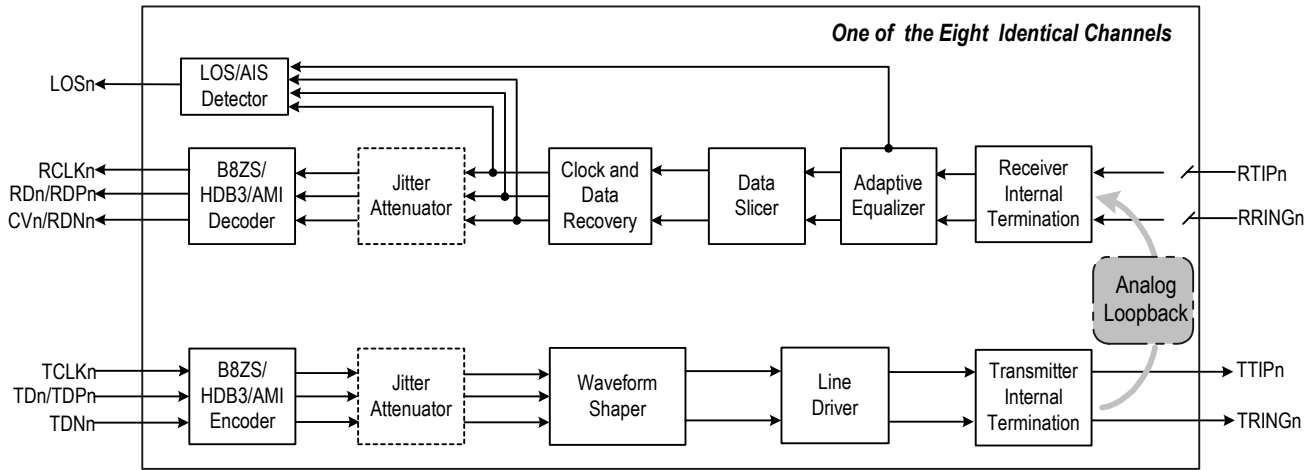 One of the Eight Identical Channels
LOSn
LOS/AIS
Detector
RCLKn
RDn/RDPn
CVn/RDNn
B8ZS/
HDB3/AMI
Decoder
Jitter
Attenuator
Clock and
Data
Recovery
Data
Slicer
Adaptive
Equalizer
Receiver
Internal
Termination
RTIPn
RRINGn
Analog
Loopback
TCLKn
TDn/TDPn
TDNn
B8ZS/
HDB3/AMI
Encoder
Jitter
Attenuator
Waveform
Shaper
Line
Driver
Transmitter
Internal
Termination
TTIPn
TRINGn